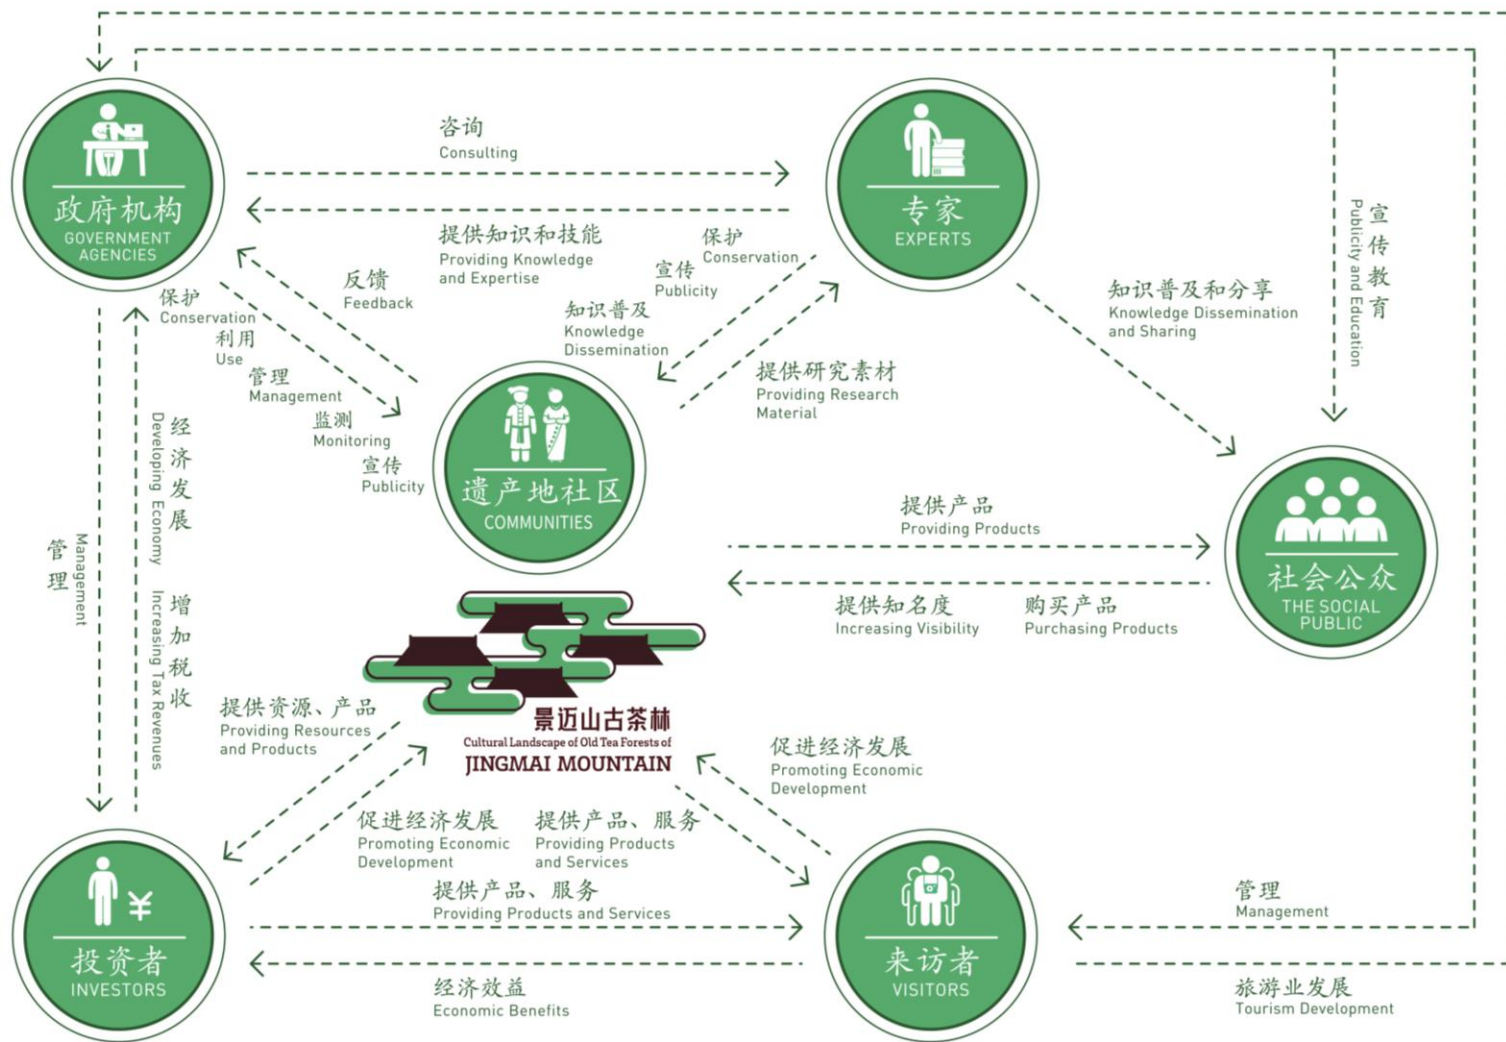 咨询
Consulting
政府机构
GOVERNMENT
AGENCIES
专家
EXPERTS
提供知识和技能
Providing Knowledge
and Expertise
保护
Conservation
宣传
Publicity
知识普及
Knowledge
Dissemination
反馈
Feedback
保护
Conservation
利用
Use
管理
Management
监测
Monitoring
宣传
Publicity
提供研究素材
Providing Research
Material
知识普及和分享
Knowledge Dissemination
and Sharing
宣传教育
Publicity and Education
遗产地社区
COMMUNITIES
管理
Management
经济发展
Developing Economy
增加税收
Increasing Tax Revenues
提供产品
Providing Products
提供知名度
Increasing Visibility
购买产品
Purchasing Products
社会公众
THE SOCIAL
PUBLIC
景迈山古茶林
Cultural Landscape of Old Tea Forests of
JINGMAI MOUNTAIN
提供资源、产品
Providing Resources
and Products
促进经济发展
Promoting Economic
Development
提供产品、服务
Providing Products
and Services
促进经济发展
Promoting Economic
Development
提供产品、服务
Providing Products and Services
¥
投资者
INVESTORS
经济效益
Economic Benefits
来访者
VISITORS
管理
Management
旅游业发展
Tourism Development